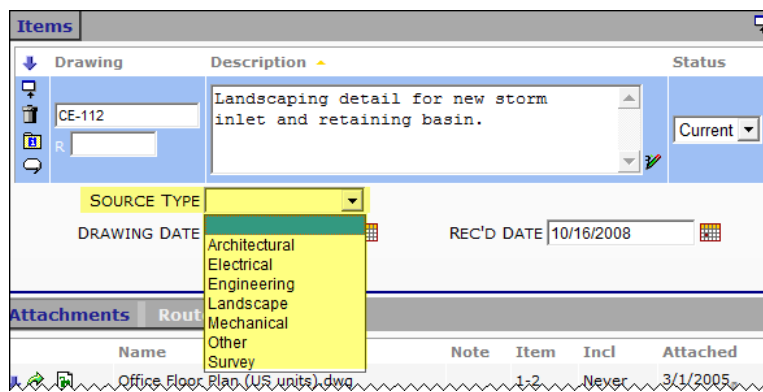 Items
Drawing Description Status
CE-112
Landscaping detail for new storm
inlet and retaining basin.
Current
R
SOURCE TYPE
DRAWING DATE REC'D DATE 10/16/2008
Architectural
Electrical
Engineering
Landscape
Mechanical
Other
Survey
Attachments Rout
Name Note Item Incl Attached
Office Floor Plan (US units).dwg 1-2 Never 3/1/2005